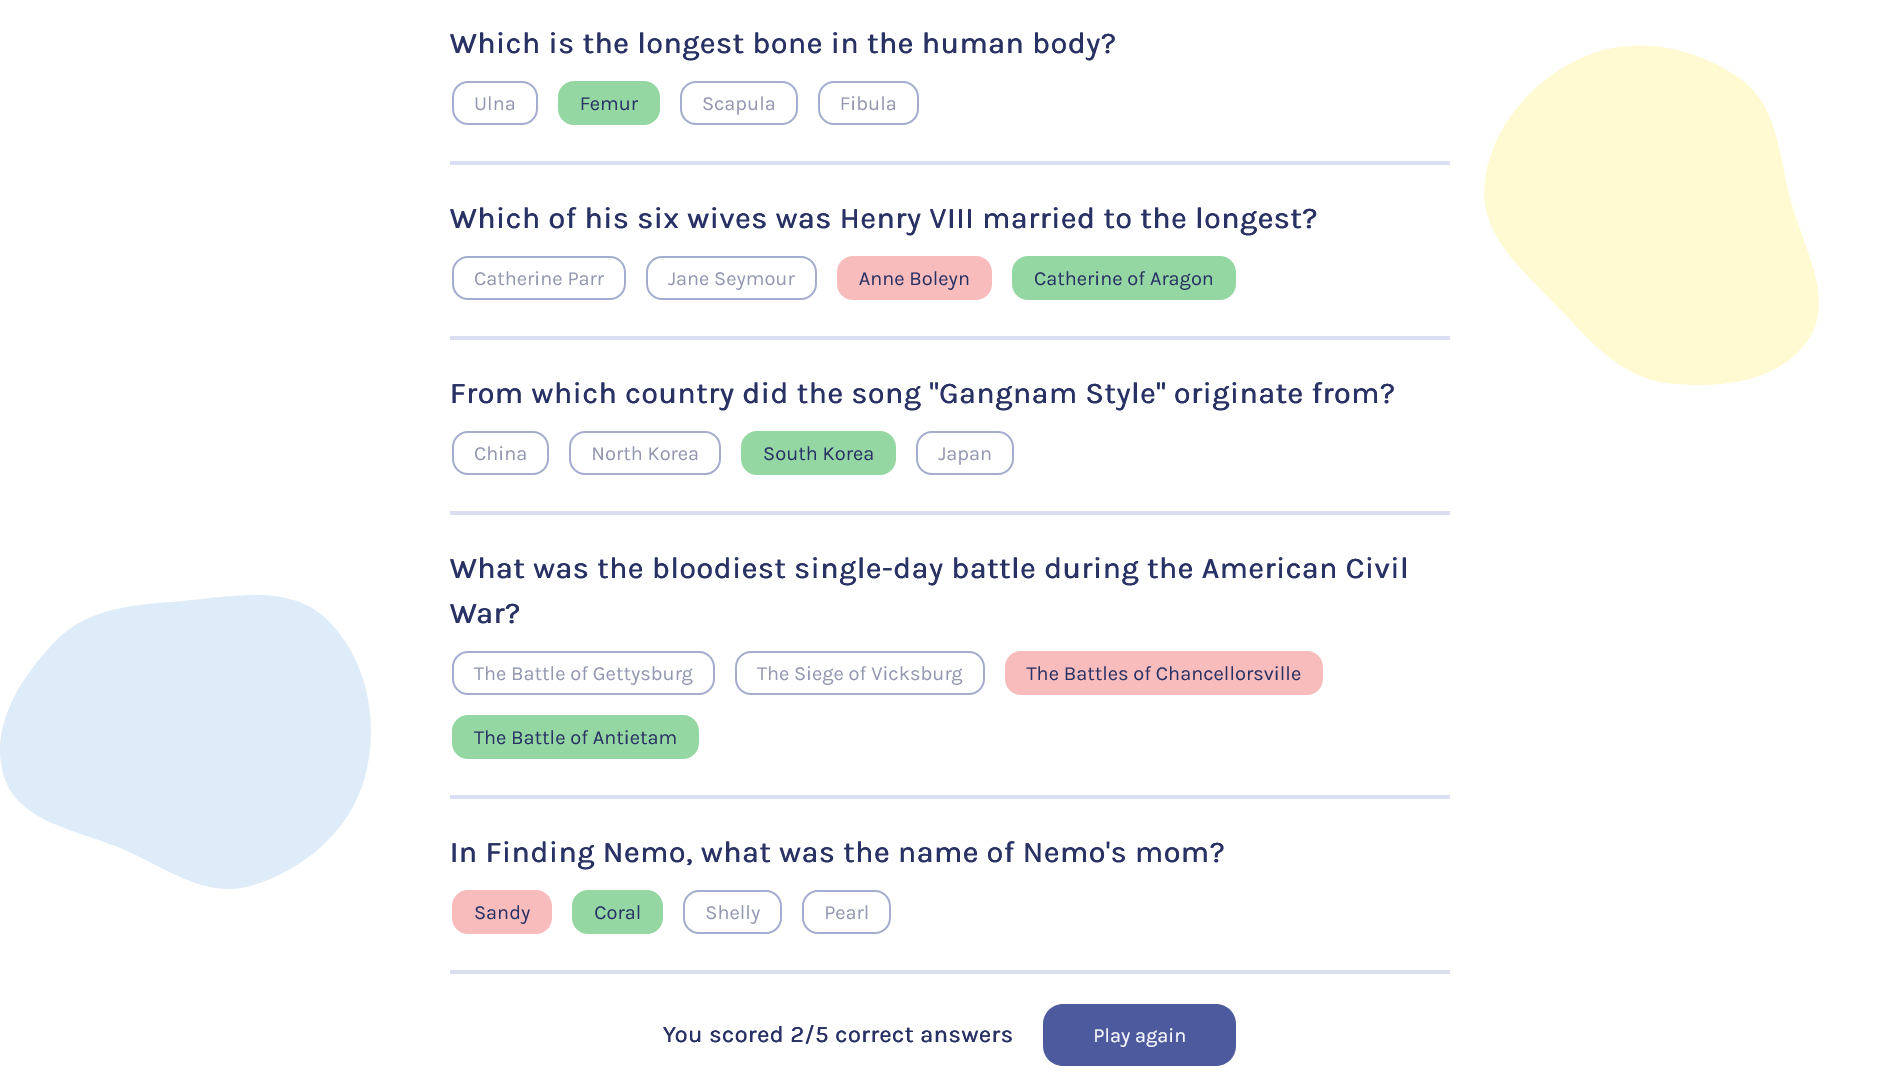 Which is the longest bone in the human body?
Ulna Femur Scapula Fibula
Which of his six wives was Henry VIII married to the longest?
Catherine Parr Jane Seymour Anne Boleyn Catherine of Aragon
From which country did the song "Gangnam Style" originate from?
China North Korea South Korea Japan
What was the bloodiest single-day battle during the American Civil
War?
The Battle of Gettysburg The Siege of Vicksburg The Battles of Chancellorsville
The Battle of Antietam
In Finding Nemo, what was the name of Nemo's mom?
Sandy Coral Shelly Pearl
You scored 2/5 correct answers Play again